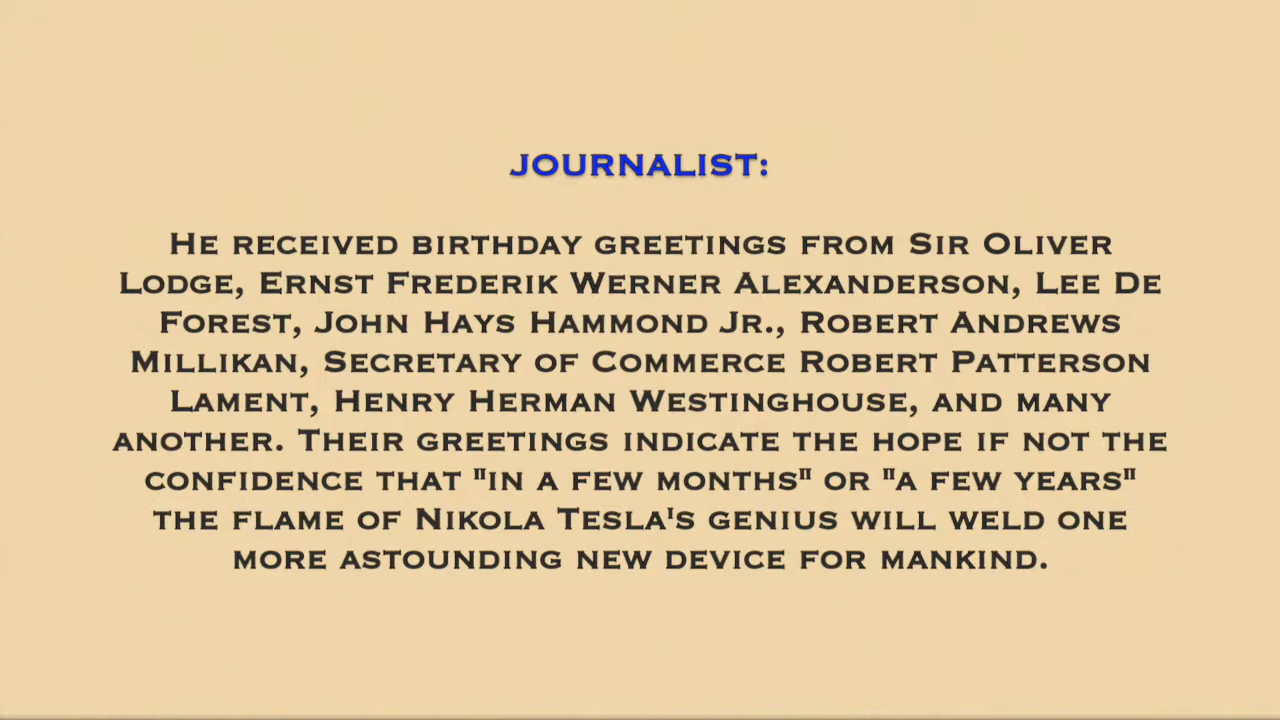 JOURNALIST:
He received birthday greetings from Sir Oliver
Lodge, Ernst Frederik Werner Alexanderson, Lee De
Forest, John Hays Hammond Jr., Robert Andrews
Millikan, Secretary of Commerce Robert Patterson
Lament, Henry Herman Westinghouse, and many
another. Their greetings indicate the hope if not the
confidence that "in a few months" or "a few years"
the flame of Nikola Tesla's genius will weld one
more astounding new device for mankind.